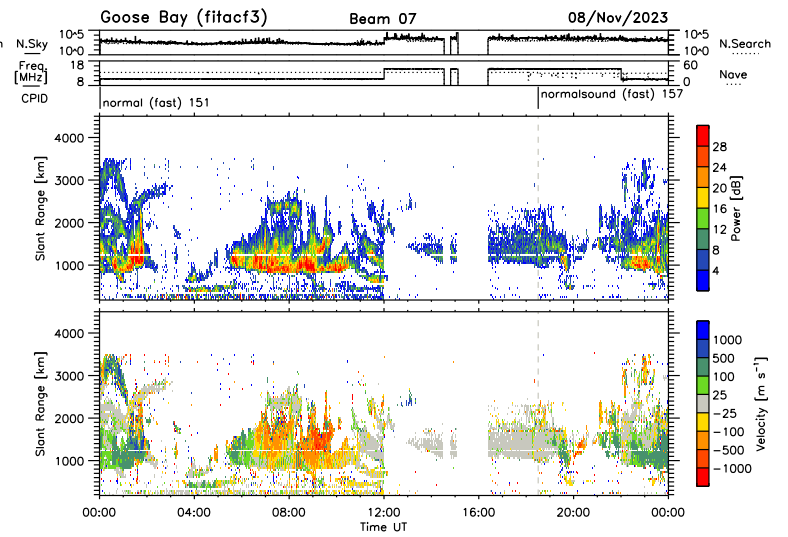 Goose Bay (fitacf3) Beam 07 08/Nov/2023
N.Sky 10^5 10^0 10^5 10^0 N.Search
Freq. [MHz] 18 8 60 0 Nave
CPID normal (fast) 151 normalsound (fast) 157
Slant Range [km]
4000
3000
2000
1000
28
24
20
16
12
8
4
Power [dB]
Slant Range [km]
4000
3000
2000
1000
1000
500
100
25
-25
-100
-500
-1000
Velocity [m s⁻¹]
00:00 04:00 08:00 12:00 16:00 20:00 00:00
Time UT